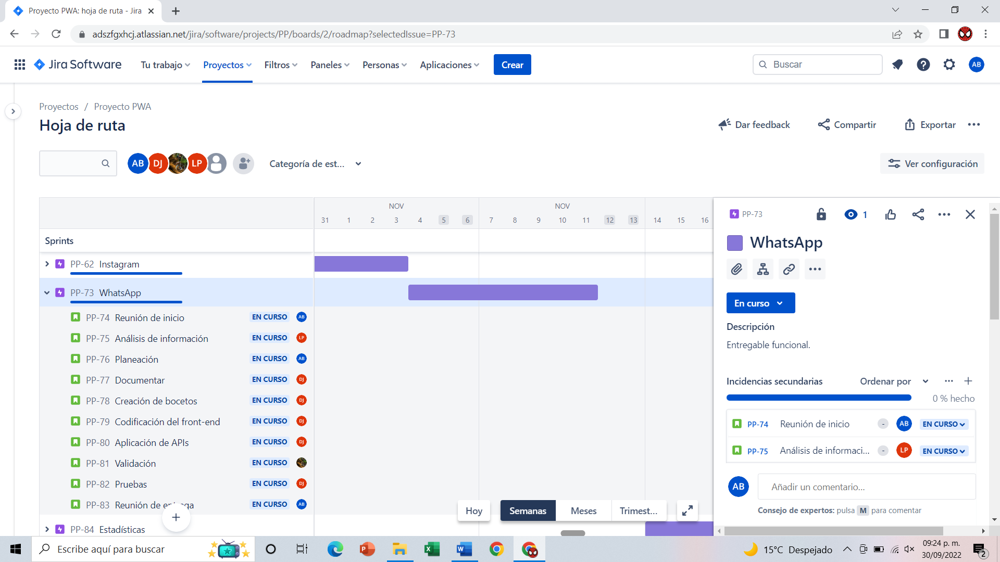 Proyecto PWA: hoja de ruta - Jira
adszfgxhcj.atlassian.net/jira/software/projects/PP/boards/2/roadmap?selectedIssue=PP-73
Jira Software
Tu trabajo
Proyectos
Filtros
Paneles
Personas
Aplicaciones
Crear
Buscar
AB
Proyectos / Proyecto PWA
Hoja de ruta
Dar feedback
Compartir
Exportar
AB
DJ
LP
Categoría de est...
Ver configuración
NOV
NOV
31 1 2 3 4 5 6 7 8 9 10 11 12 13 14 15 16
Sprints
PP-62 Instagram
PP-73 WhatsApp
PP-74 Reunión de inicio EN CURSO AB
PP-75 Análisis de información EN CURSO LP
PP-76 Planeación EN CURSO AB
PP-77 Documentar EN CURSO DJ
PP-78 Creación de bocetos EN CURSO DJ
PP-79 Codificación del front-end EN CURSO DJ
PP-80 Aplicación de APIs EN CURSO DJ
PP-81 Validación EN CURSO
PP-82 Pruebas EN CURSO DJ
PP-83 Reunión de entrega EN CURSO AB
PP-84 Estadísticas
Hoy
Semanas
Meses
Trimest...
PP-73
1
WhatsApp
En curso
Descripción
Entregable funcional.
Incidencias secundarias
Ordenar por
0 % hecho
PP-74 Reunión de inicio - AB EN CURSO
PP-75 Análisis de informaci... - LP EN CURSO
AB
Añadir un comentario...
Consejo de expertos: pulsa M para comentar
Escribe aquí para buscar
15°C Despejado
09:24 p. m.
30/09/2022
2